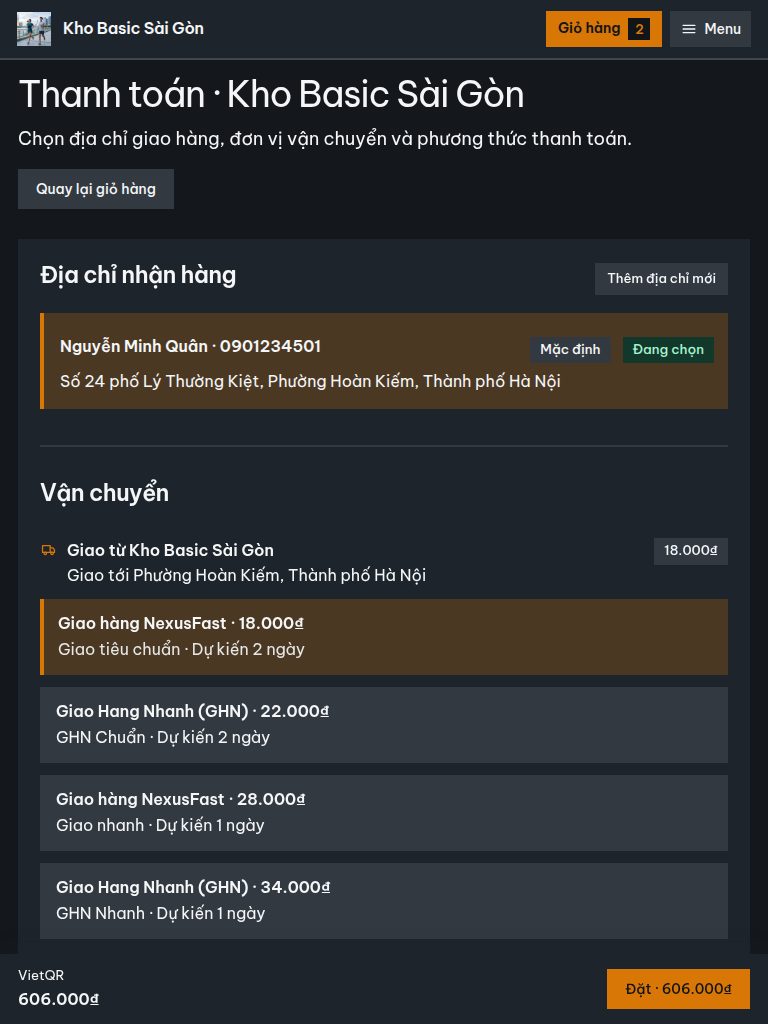 Kho Basic Sài Gòn
Giỏ hàng 2
Menu
Thanh toán · Kho Basic Sài Gòn
Chọn địa chỉ giao hàng, đơn vị vận chuyển và phương thức thanh toán.
Quay lại giỏ hàng
Địa chỉ nhận hàng
Thêm địa chỉ mới
Nguyễn Minh Quân · 0901234501
Mặc định
Đang chọn
Số 24 phố Lý Thường Kiệt, Phường Hoàn Kiếm, Thành phố Hà Nội
Vận chuyển
Giao từ Kho Basic Sài Gòn
18.000₫
Giao tới Phường Hoàn Kiếm, Thành phố Hà Nội
Giao hàng NexusFast · 18.000₫
Giao tiêu chuẩn · Dự kiến 2 ngày
Giao Hang Nhanh (GHN) · 22.000₫
GHN Chuẩn · Dự kiến 2 ngày
Giao hàng NexusFast · 28.000₫
Giao nhanh · Dự kiến 1 ngày
Giao Hang Nhanh (GHN) · 34.000₫
GHN Nhanh · Dự kiến 1 ngày
VietQR
606.000₫
Đặt · 606.000₫